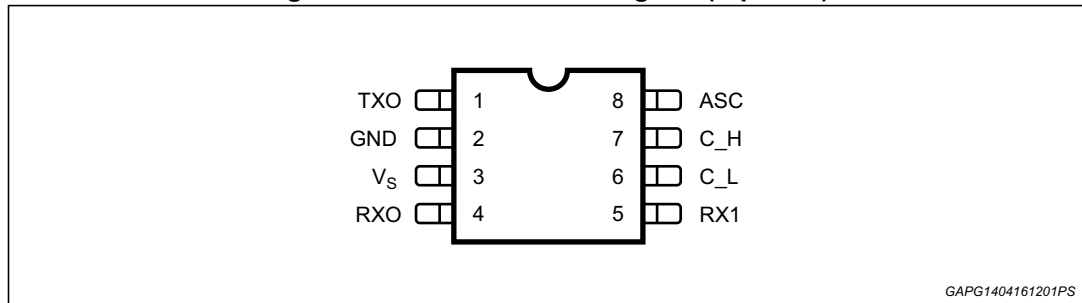 TXO 1 8 ASC
GND 2 7 C_H
VS 3 6 C_L
RXO 4 5 RX1
GAPG1404161201PS